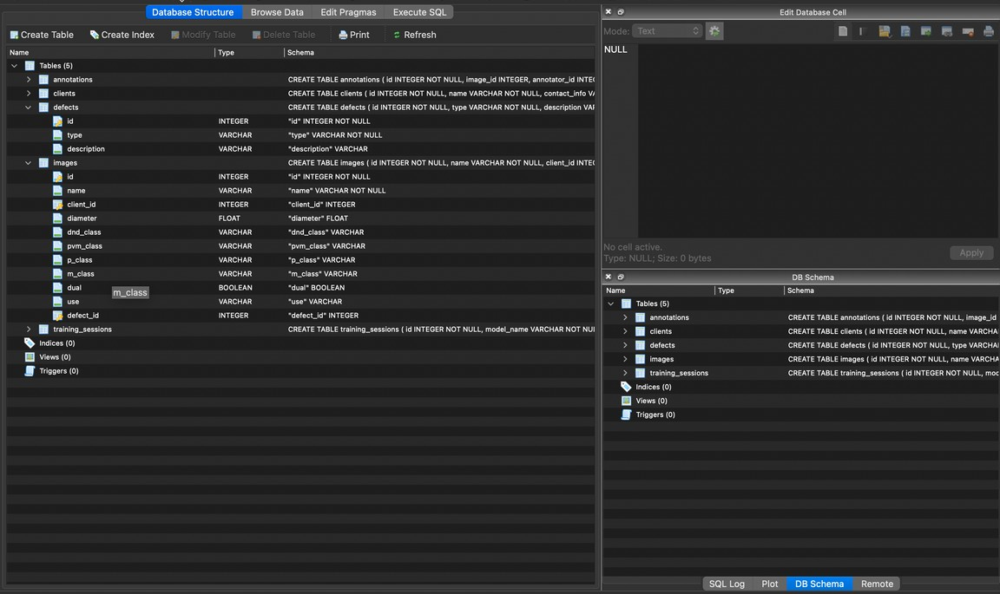 Database Structure Browse Data Edit Pragmas Execute SQL
Create Table Create Index Modify Table Delete Table Print Refresh
Name Type Schema
Tables (5)
annotations CREATE TABLE annotations ( id INTEGER NOT NULL, image_id INTEGER, annotator_id INTEG
clients CREATE TABLE clients ( id INTEGER NOT NULL, name VARCHAR NOT NULL, contact_info VA
defects CREATE TABLE defects ( id INTEGER NOT NULL, type VARCHAR NOT NULL, description VAR
id INTEGER "id" INTEGER NOT NULL
type VARCHAR "type" VARCHAR NOT NULL
description VARCHAR "description" VARCHAR
images CREATE TABLE images ( id INTEGER NOT NULL, name VARCHAR NOT NULL, client_id INTEG
id INTEGER "id" INTEGER NOT NULL
name VARCHAR "name" VARCHAR NOT NULL
client_id INTEGER "client_id" INTEGER
diameter FLOAT "diameter" FLOAT
dnd_class VARCHAR "dnd_class" VARCHAR
pvm_class VARCHAR "pvm_class" VARCHAR
p_class VARCHAR "p_class" VARCHAR
m_class VARCHAR "m_class" VARCHAR
dual BOOLEAN "dual" BOOLEAN
m_class
use VARCHAR "use" VARCHAR
defect_id INTEGER "defect_id" INTEGER
training_sessions CREATE TABLE training_sessions ( id INTEGER NOT NULL, model_name VARCHAR NOT NUL
Indices (0)
Views (0)
Triggers (0)
Edit Database Cell
Mode: Text
NULL
No cell active.
Type: NULL; Size: 0 bytes
Apply
DB Schema
Name Type Schema
Tables (5)
annotations CREATE TABLE annotations ( id INTEGER NOT NULL, image_id
clients CREATE TABLE clients ( id INTEGER NOT NULL, name VARCHA
defects CREATE TABLE defects ( id INTEGER NOT NULL, type VARCHA
images CREATE TABLE images ( id INTEGER NOT NULL, name VARCHA
training_sessions CREATE TABLE training_sessions ( id INTEGER NOT NULL, mod
Indices (0)
Views (0)
Triggers (0)
SQL Log Plot DB Schema Remote